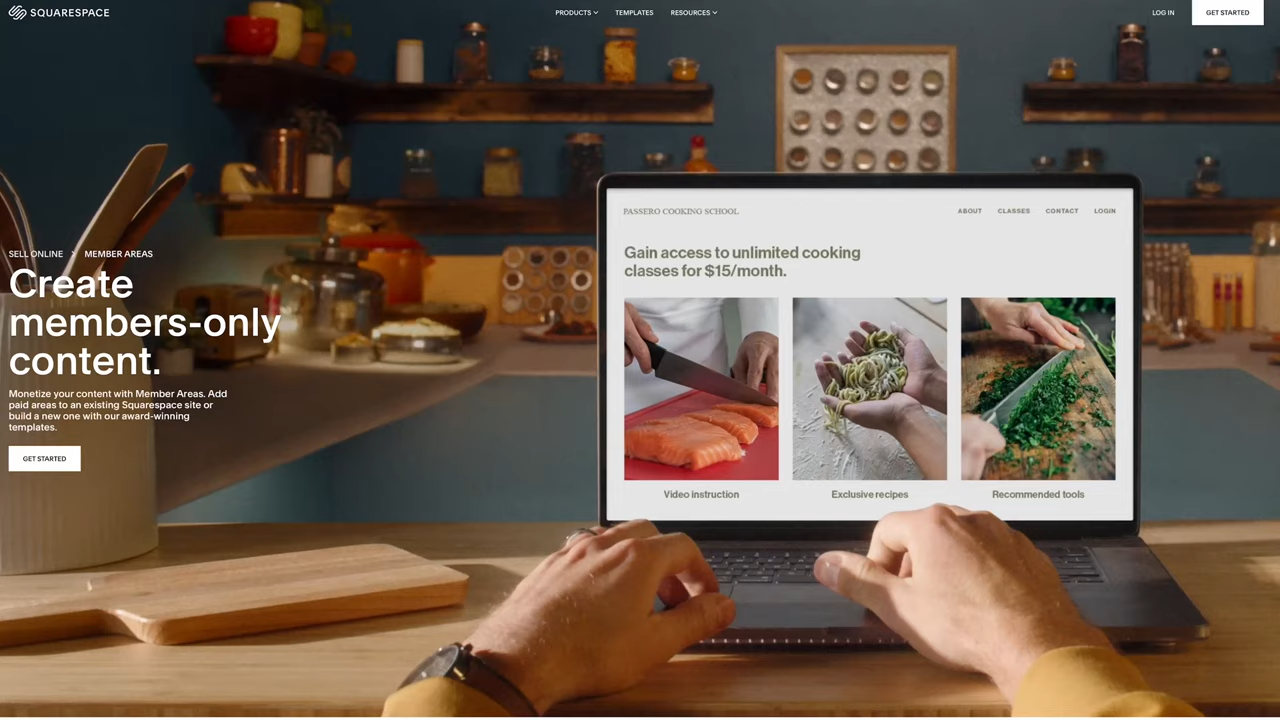 SQUARESPACE
PRODUCTS
TEMPLATES
RESOURCES
LOG IN
GET STARTED
SELL ONLINE
MEMBER AREAS
Create
members-only
content.
Monetize your content with Member Areas. Add
paid areas to an existing Squarespace site or
build a new one with our award-winning
templates.
GET STARTED
PASSERO COOKING SCHOOL
ABOUT
CLASSES
CONTACT
LOGIN
Gain access to unlimited cooking
classes for $15/month.
Video instruction
Exclusive recipes
Recommended tools